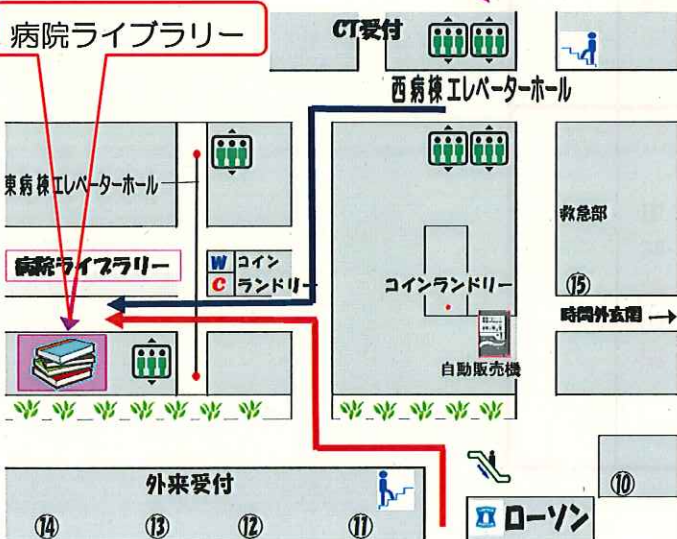 病院ライブラリー
CT受付
西病棟エレベーターホール
東病棟エレベーターホール
救急部
病院ライブラリー
W コイン
C ランドリー
コインランドリー
⑮
時間外玄関 →
自動販売機
外来受付
⑭
⑬
⑫
⑪
ローソン
⑩